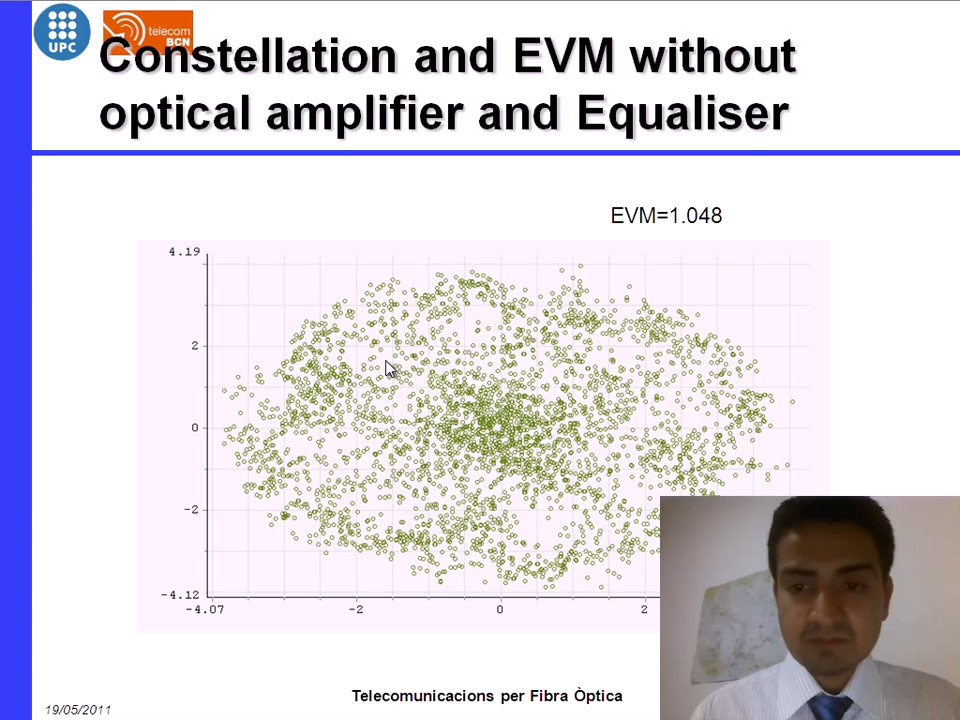 UPC
telecom
BCN
Constellation and EVM without
optical amplifier and Equaliser
EVM=1.048
4.19
2
0
-2
-4.12
-4.07
-2
0
2
Telecomunicacions per Fibra Òptica
19/05/2011